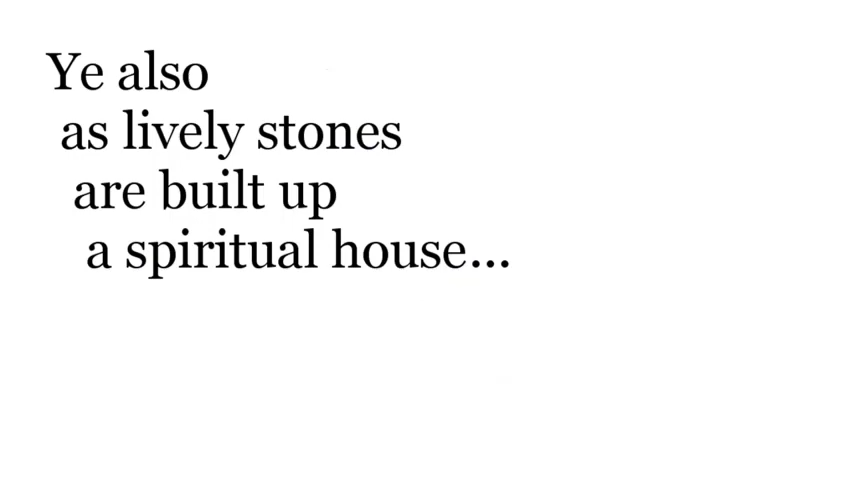 Ye also
as lively stones
are built up
a spiritual house...